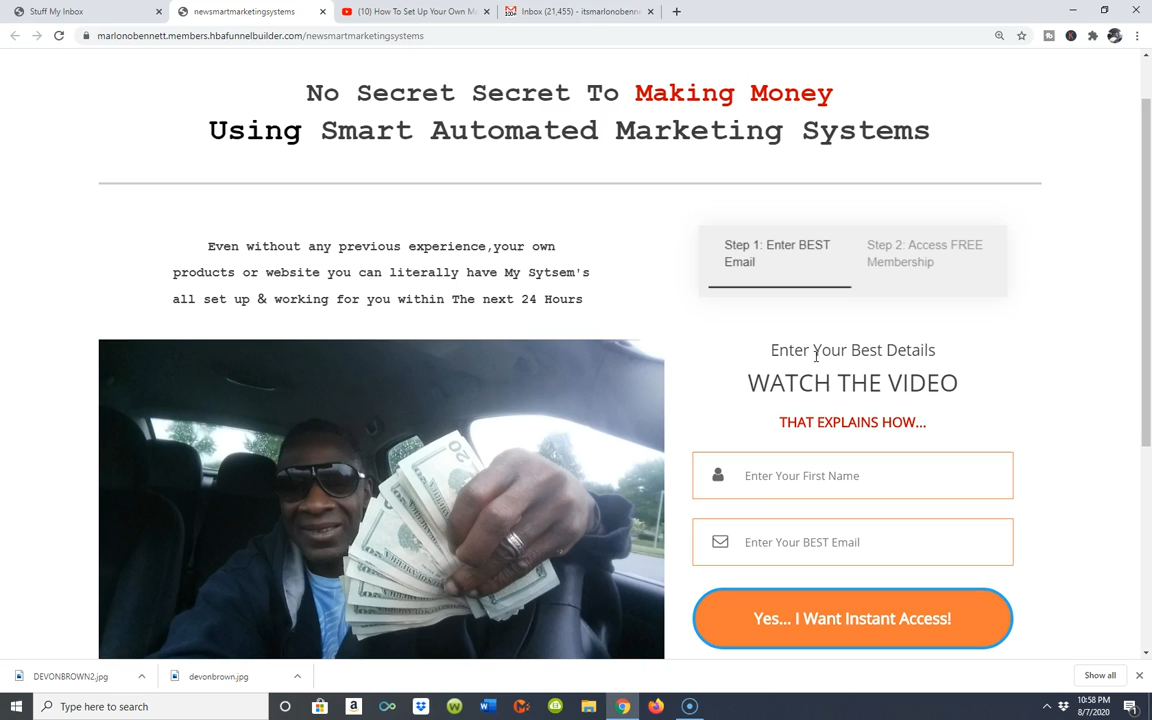 Stuff My Inbox
newsmartmarketingsystems
(10) How To Set Up Your Own M
Inbox (21,455) - itsmarlonobenn
marlonobennett.members.hbafunnelbuilder.com/newsmartmarketingsystems
No Secret Secret To Making Money
Using Smart Automated Marketing Systems
Even without any previous experience,your own
products or website you can literally have My Sytsem's
all set up & working for you within The next 24 Hours
Step 1: Enter BEST
Email
Step 2: Access FREE
Membership
Enter Your Best Details
WATCH THE VIDEO
THAT EXPLAINS HOW...
Enter Your First Name
Enter Your BEST Email
Yes... I Want Instant Access!
20
DEVONBROWN2.jpg
devonbrown.jpg
Show all
Type here to search
10:58 PM
8/7/2020